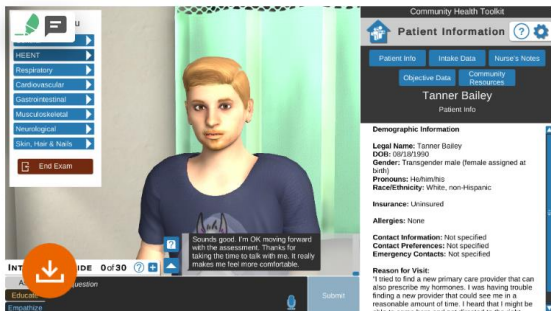 Community Health Toolkit
Patient Information
?
Patient Info
Intake Data
Nurse's Notes
Objective Data
Community Resources
Tanner Bailey
Patient Info
Demographic Information
Legal Name: Tanner Bailey
DOB: 08/18/1990
Gender: Transgender male (female assigned at
birth)
Pronouns: He/him/his
Race/Ethnicity: White, non-Hispanic
Insurance: Uninsured
Allergies: None
Contact Information: Not specified
Contact Preferences: Not specified
Emergency Contacts: Not specified
Reason for Visit:
"I tried to find a new primary care provider that can
also prescribe my hormones. I was having trouble
finding a new provider that could see me in a
reasonable amount of time. I heard that I might be
u
HEENT
Respiratory
Cardiovascular
Gastrointestinal
Musculoskeletal
Neurological
Skin, Hair & Nails
End Exam
?
Sounds good. I'm OK moving forward
with the assessment. Thanks for
taking the time to talk with me. It really
makes me feel more comfortable.
INT
IDE 0 of 30 ? +
question
Educate
Empathize
Submit